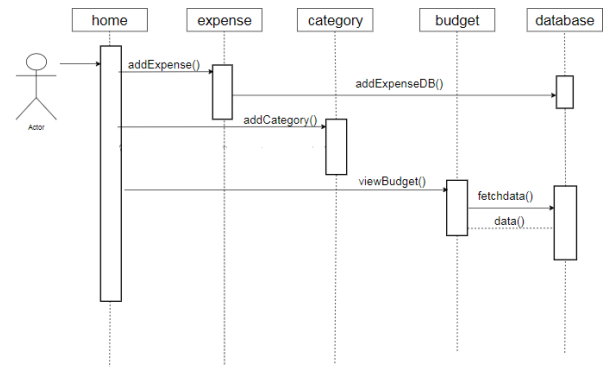 home expense category budget database
addExpense()
addExpenseDB()
Actor
addCategory()
viewBudget()
fetchdata()
data()